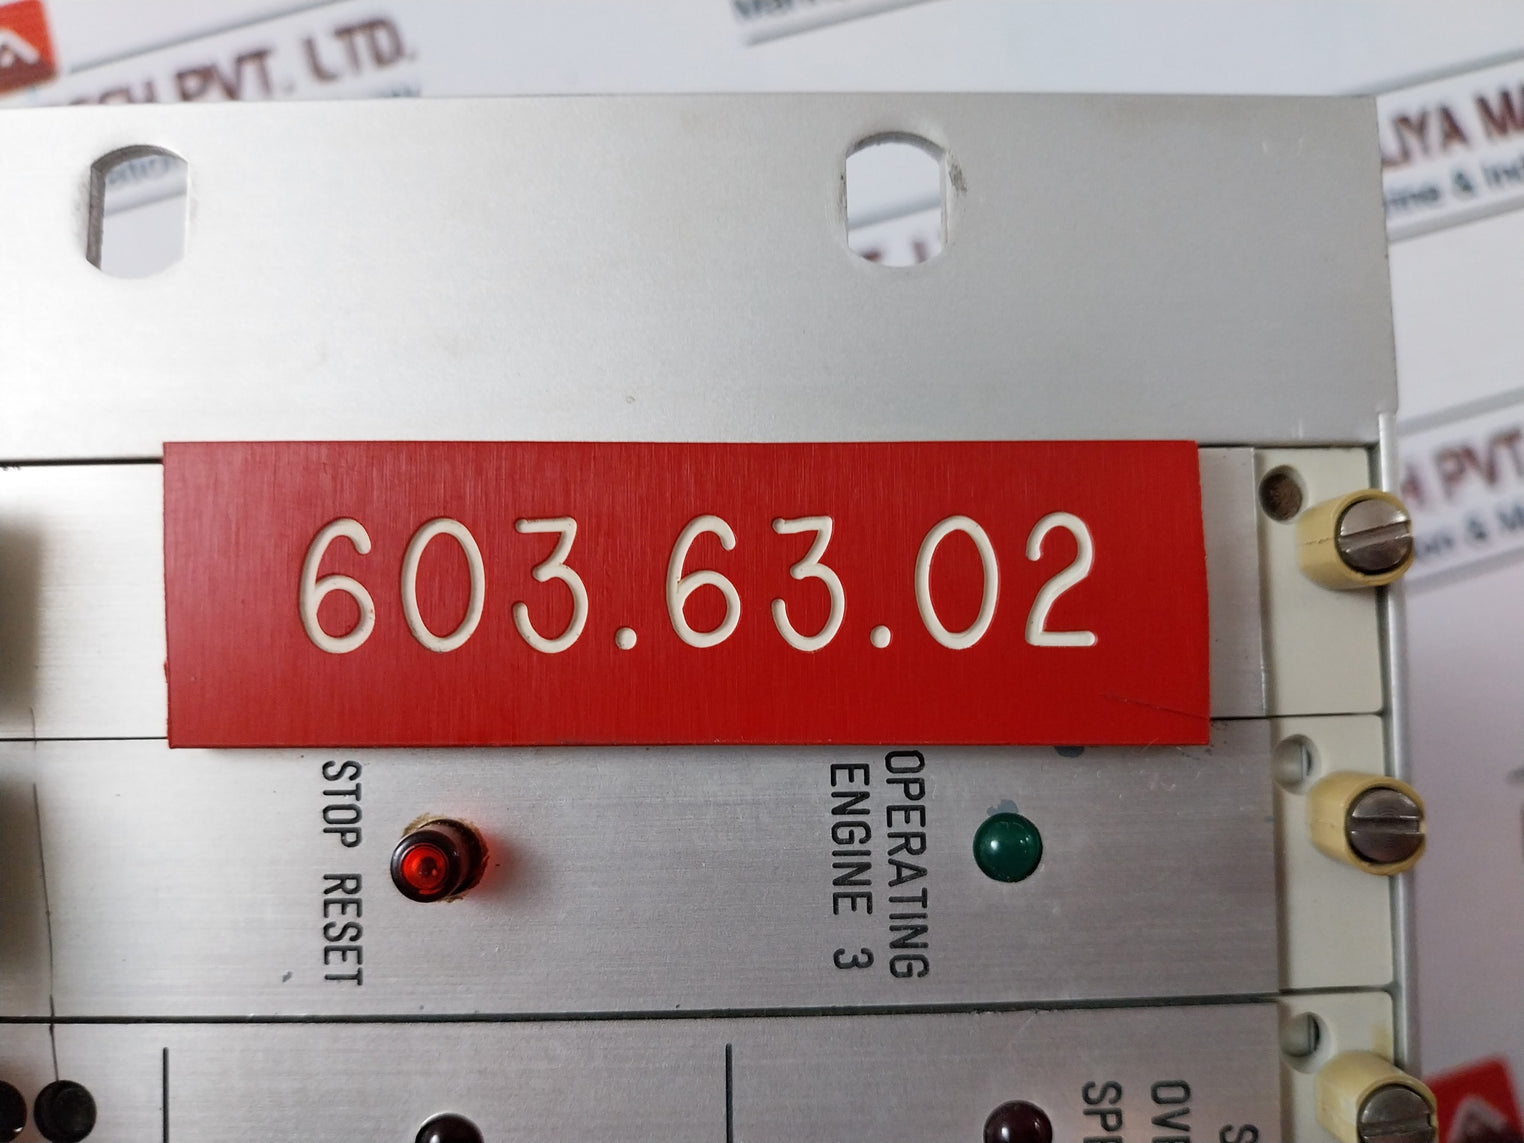 PVT. LTD.
603.63.02
STOP RESET
OPERATING
ENGINE 3